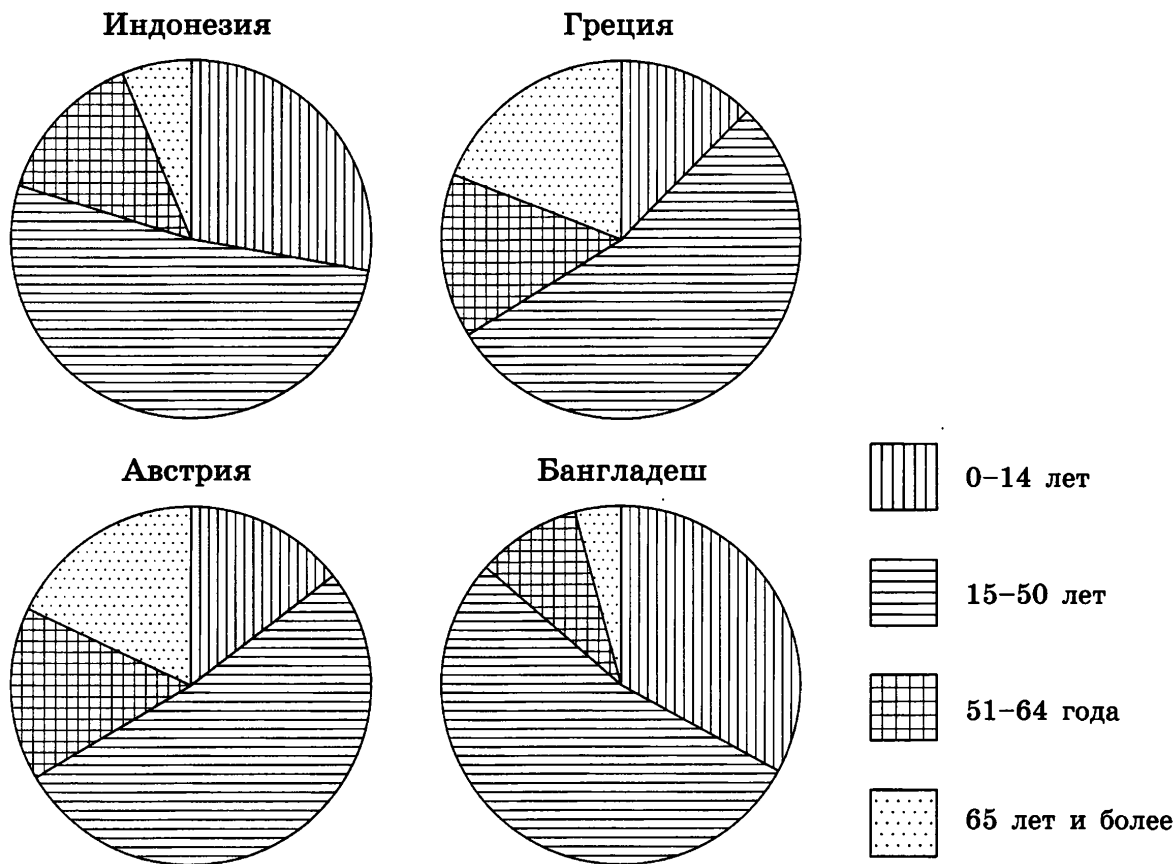 Индонезия
Греция
Австрия
Бангладеш
0–14 лет
15–50 лет
51–64 года
65 лет и более